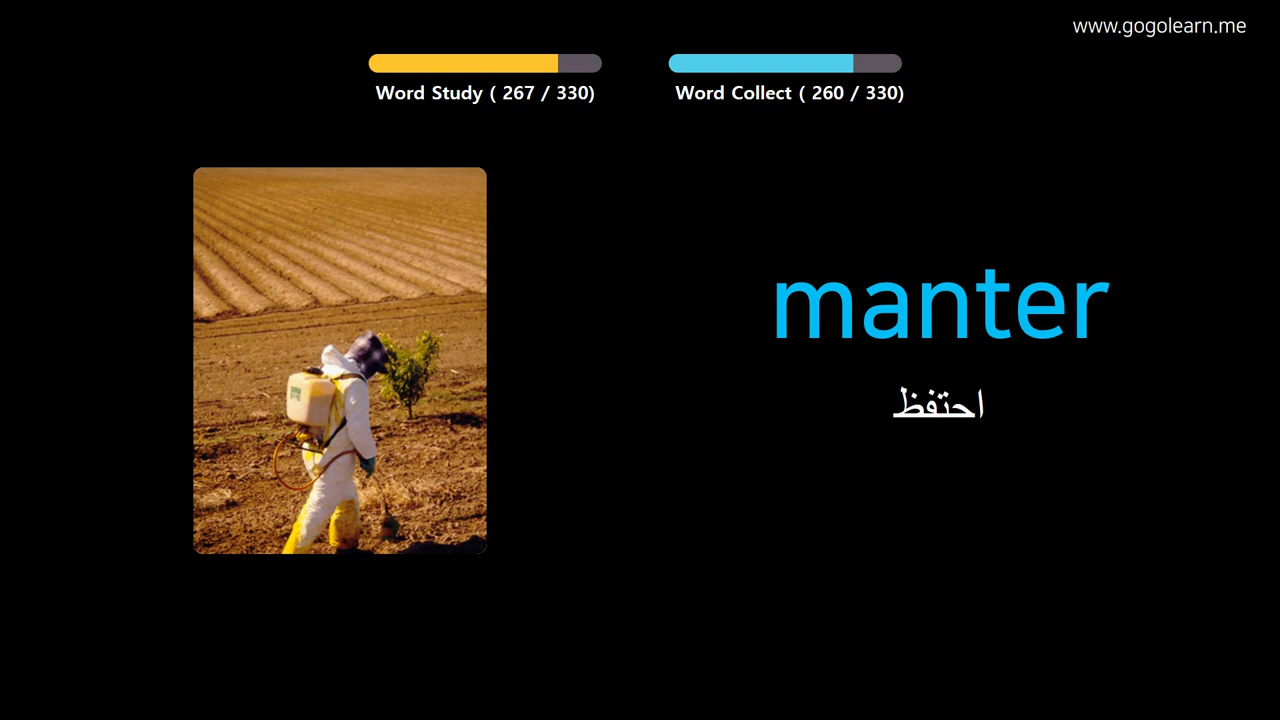 www.gogolearn.me
Word Study ( 267 / 330)
Word Collect ( 260 / 330)
manter
احتفظ